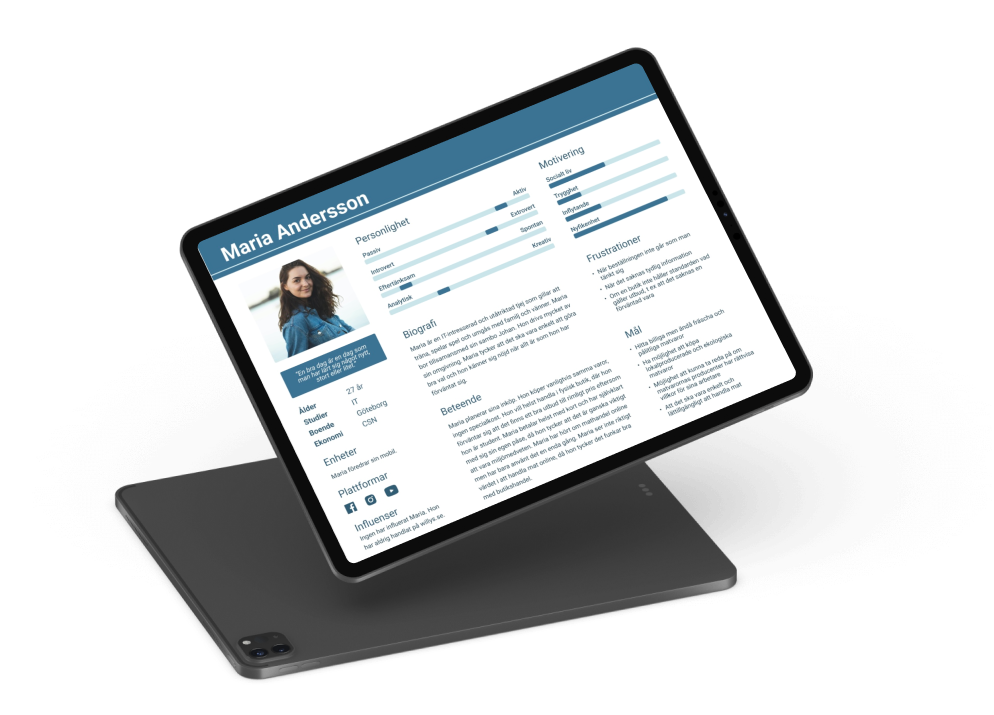 Maria Andersson
"En bra dag är en dag som
man har lärt sig något nytt,
stort eller litet."
Ålder 27 år
Studier IT
Boende Göteborg
Ekonomi CSN
Enheter
Maria föredrar sin mobil.
Plattformar
Influenser
Ingen har influerat Maria. Hon
har aldrig handlat på willys.se.
Personlighet
Passiv Aktiv
Introvert Extrovert
Eftertänksam Spontan
Analytisk Kreativ
Biografi
Maria är en IT-intresserad och utåtriktad tjej som gillar att
träna, spelar spel och umgås med familj och vänner. Maria
bor tillsammansmed sin sambo Johan. Hon drivs mycket av
sin omgivning. Maria tycker att det ska vara enkelt att göra
bra val och hon känner sig nöjd när allt är som hon har
förväntat sig.
Beteende
Maria planerar sina inköp. Hon köper vanligtvis samma varor,
ingen specialkost. Hon vill helst handla i fysisk butik, där hon
förväntar sig att det finns ett bra utbud till rimligt pris eftersom
hon är student. Maria betalar helst med kort och har självklart
med sig sin egen påse, då hon tycker att det är ganska viktigt
att vara miljömedveten. Maria har hört om mathandel online
men har bara använt det en enda gång. Maria ser inte riktigt
värdet i att handla mat online, då hon tycker det funkar bra
med butikshandel.
Motivering
Socialt liv
Trygghet
Inflytande
Nyfikenhet
Frustrationer
• När beställningen inte går som man
tänkt sig
• När det saknas tydlig information
• Om en butik inte håller standarden vad
gäller utbud, t ex att det saknas en
förväntad vara
Mål
• Hitta billiga men ändå fräscha och
pålitliga matvaror
• Ha möjlighet att köpa
lokalproducerade och ekologiska
matvaror
• Möjlighet att kunna ta reda på om
matvarornas producenter har rättvisa
villkor för sina arbetare
• Att det ska vara enkelt och
lättillgängligt att handla mat